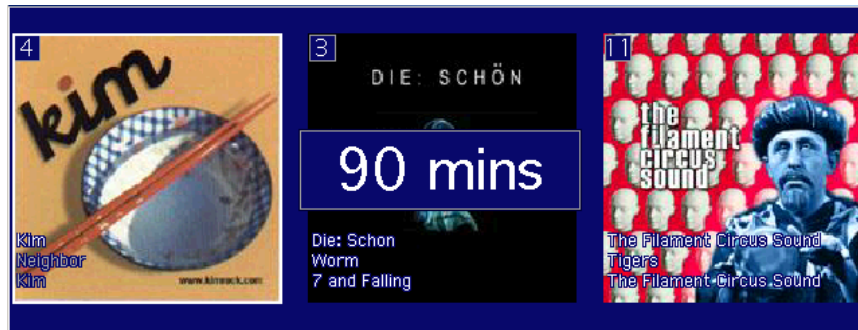 4
kim
Kim
Neighbor
Kim
www.kimrock.com
3
DIE: SCHÖN
90 mins
Die: Schon
Worm
7 and Falling
11
the
filament
circus
sound
The Filament Circus Sound
Tigers
The Filament Circus Sound